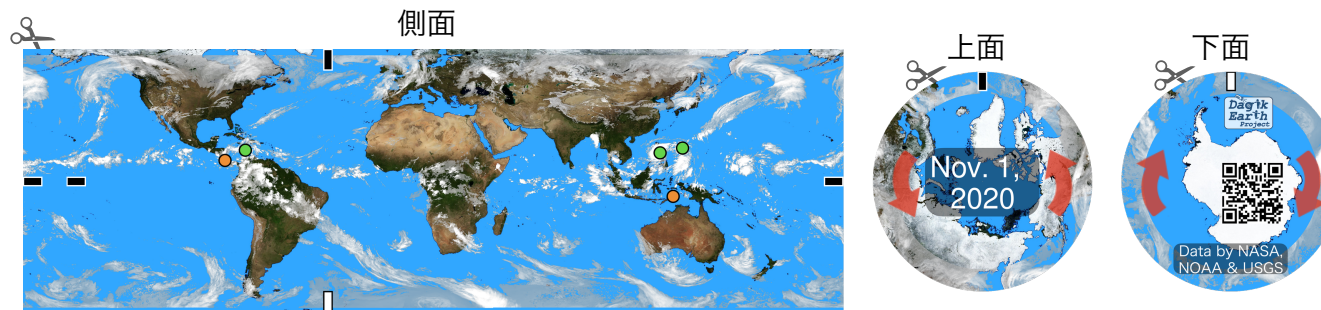 側面
上面
下面
Nov. 1,
2020
Dagik
Earth
Project
Data by NASA,
NOAA & USGS